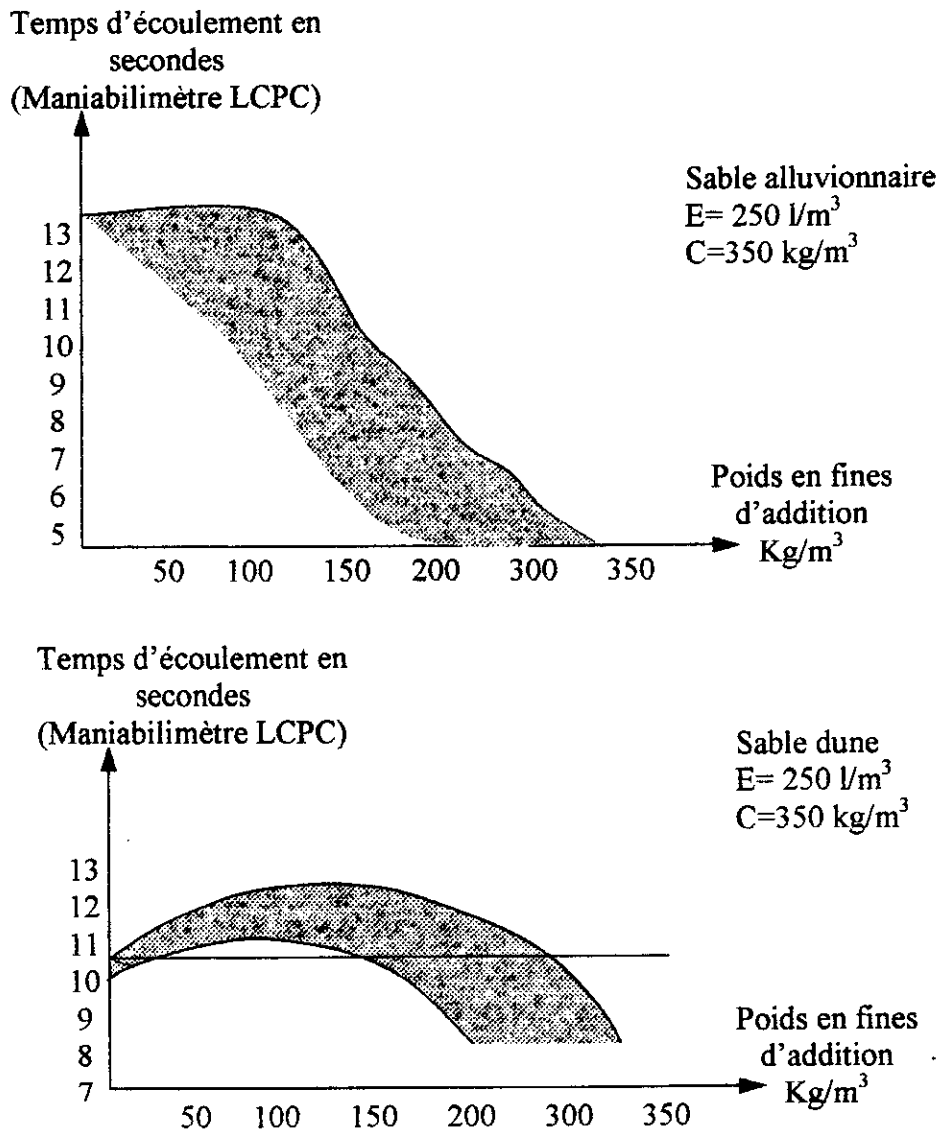 Temps d'écoulement en
secondes
(Maniabilimètre LCPC)
Sable alluvionnaire
E= 250 l/m³
C=350 kg/m³
13
12
11
10
9
8
7
6
5
Poids en fines
d'addition
Kg/m³
50 100 150 200 300 350
Temps d'écoulement en
secondes
(Maniabilimètre LCPC)
Sable dune
E= 250 l/m³
C=350 kg/m³
13
12
11
10
9
8
7
Poids en fines
d'addition
Kg/m³
50 100 150 200 300 350